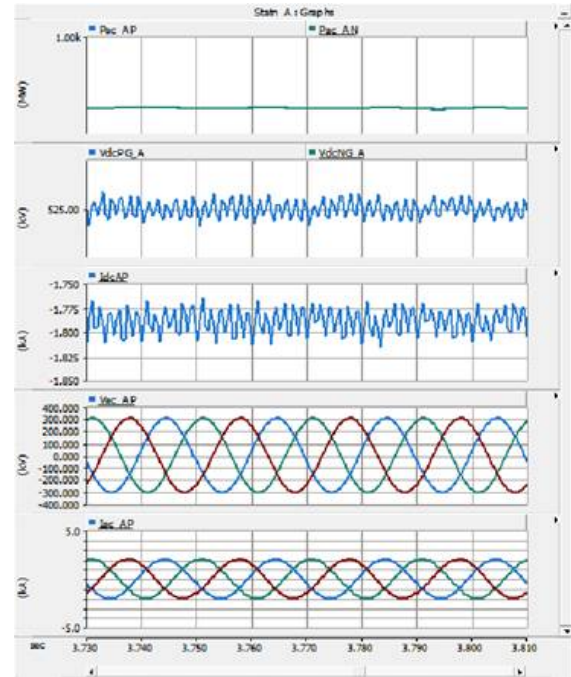 Statn_A : Graphs
Pac_AP Pac_AN
1.00k
(MW)
VdcPG_A VdcNG_A
525.00
(kV)
IdcAP
-1.750
-1.775
-1.800
-1.825
-1.850
(kA)
Vac_AP
400.000
300.000
200.000
100.000
0.000
-100.000
-200.000
-300.000
-400.000
(kV)
Iac_AP
5.0
-5.0
(kA)
sec 3.730 3.740 3.750 3.760 3.770 3.780 3.790 3.800 3.810